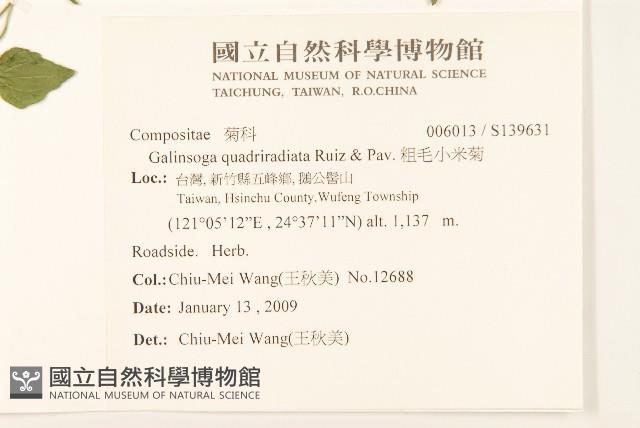 國立自然科學博物館
NATIONAL MUSEUM OF NATURAL SCIENCE
TAICHUNG, TAIWAN, R.O.CHINA
Compositae 菊科 006013 / S139631
Galinsoga quadriradiata Ruiz & Pav. 粗毛小米菊
Loc.: 台灣, 新竹縣五峰鄉, 鵝公髻山
Taiwan, Hsinchu County,Wufeng Township
(121°05'12”E , 24°37'11”N) alt. 1,137 m.
Roadside. Herb.
Col.:Chiu-Mei Wang(王秋美) No.12688
Date: January 13 , 2009
Det.: Chiu-Mei Wang(王秋美)
國立自然科學博物館
NATIONAL MUSEUM OF NATURAL SCIENCE